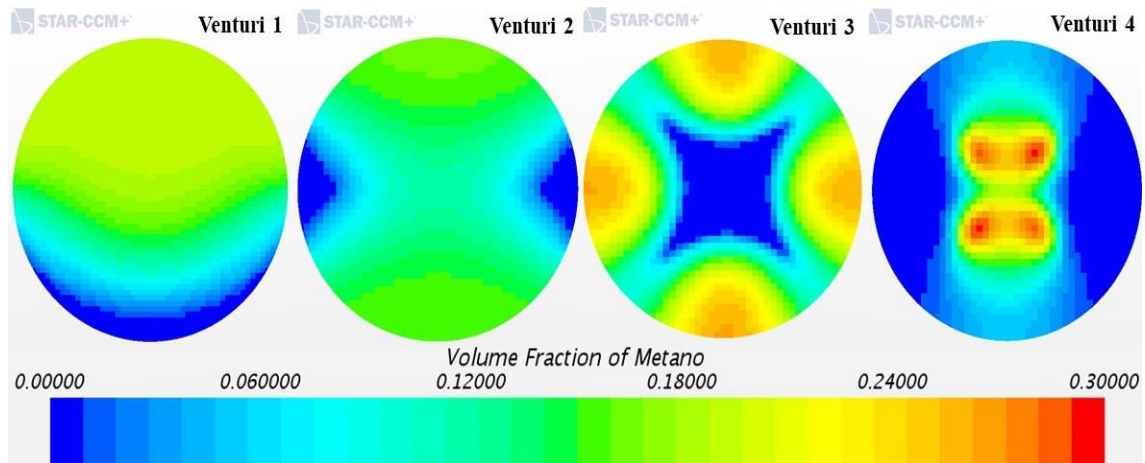 STAR-CCM+ Venturi 1 STAR-CCM+ Venturi 2 STAR-CCM+ Venturi 3 STAR-CCM+ Venturi 4
Volume Fraction of Metano
0.00000 0.060000 0.12000 0.18000 0.24000 0.30000